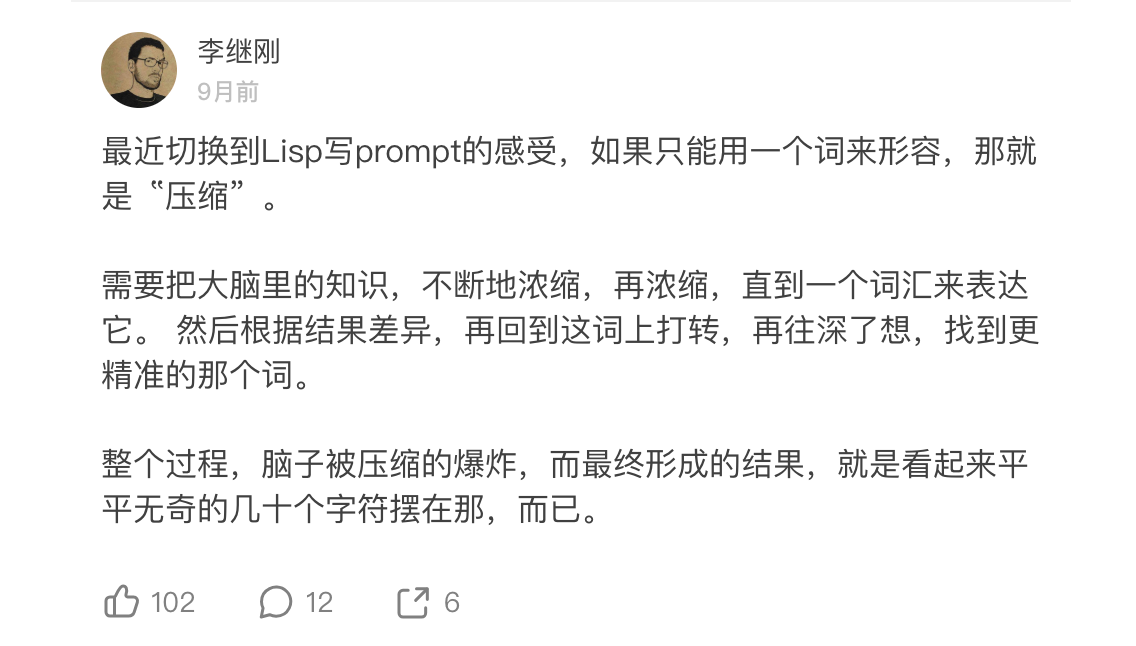 李继刚
9月前
最近切换到Lisp写prompt的感受，如果只能用一个词来形容，那就
是“压缩”。
需要把大脑里的知识，不断地浓缩，再浓缩，直到一个词汇来表达
它。 然后根据结果差异，再回到这词上打转，再往深了想，找到更
精准的那个词。
整个过程，脑子被压缩的爆炸，而最终形成的结果，就是看起来平
平无奇的几十个字符摆在那，而已。
102 12 6